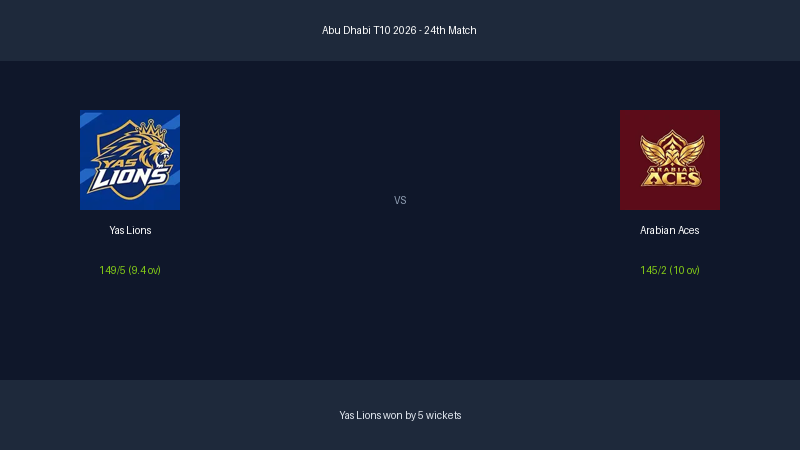 Abu Dhabi T10 2026 - 24th Match
YAS
LIONS
ARABIAN
ACES
VS
Yas Lions
Arabian Aces
149/5 (9.4 ov)
145/2 (10 ov)
Yas Lions won by 5 wickets